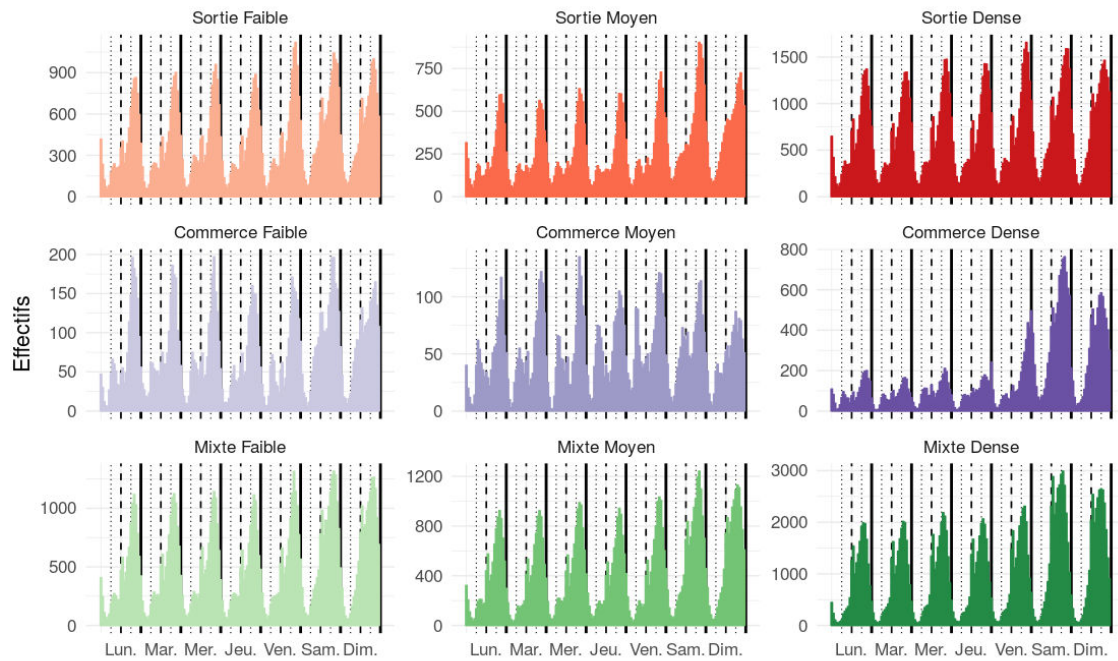 Sortie Faible
Sortie Moyen
Sortie Dense
900
600
300
0
750
500
250
0
1500
1000
500
0
Commerce Faible
Commerce Moyen
Commerce Dense
Effectifs
200
150
100
50
0
100
50
0
800
600
400
200
0
Mixte Faible
Mixte Moyen
Mixte Dense
1000
500
0
1200
800
400
0
3000
2000
1000
0
Lun. Mar. Mer. Jeu. Ven. Sam. Dim.
Lun. Mar. Mer. Jeu. Ven. Sam. Dim.
Lun. Mar. Mer. Jeu. Ven. Sam. Dim.